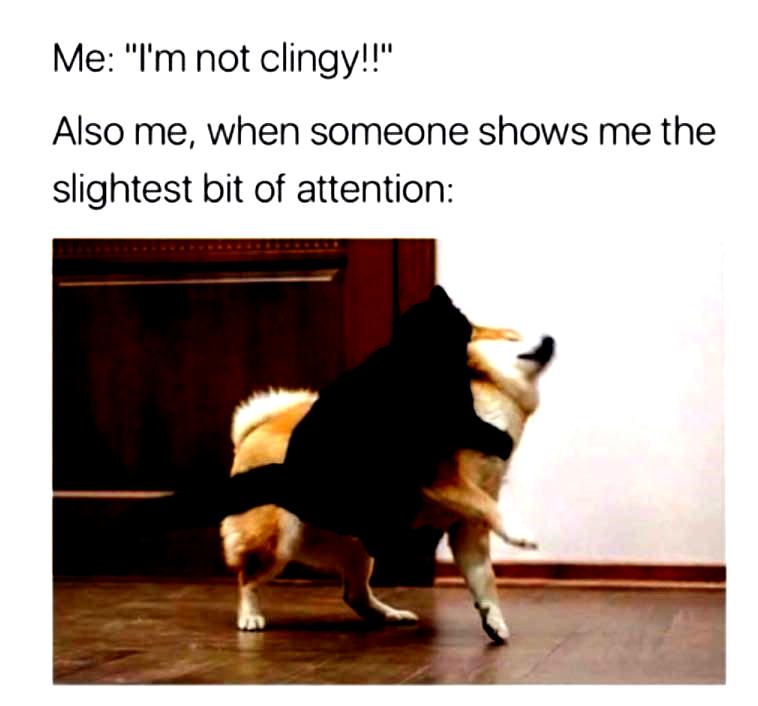 Me: "I'm not clingy!!"
Also me, when someone shows me the
slightest bit of attention: